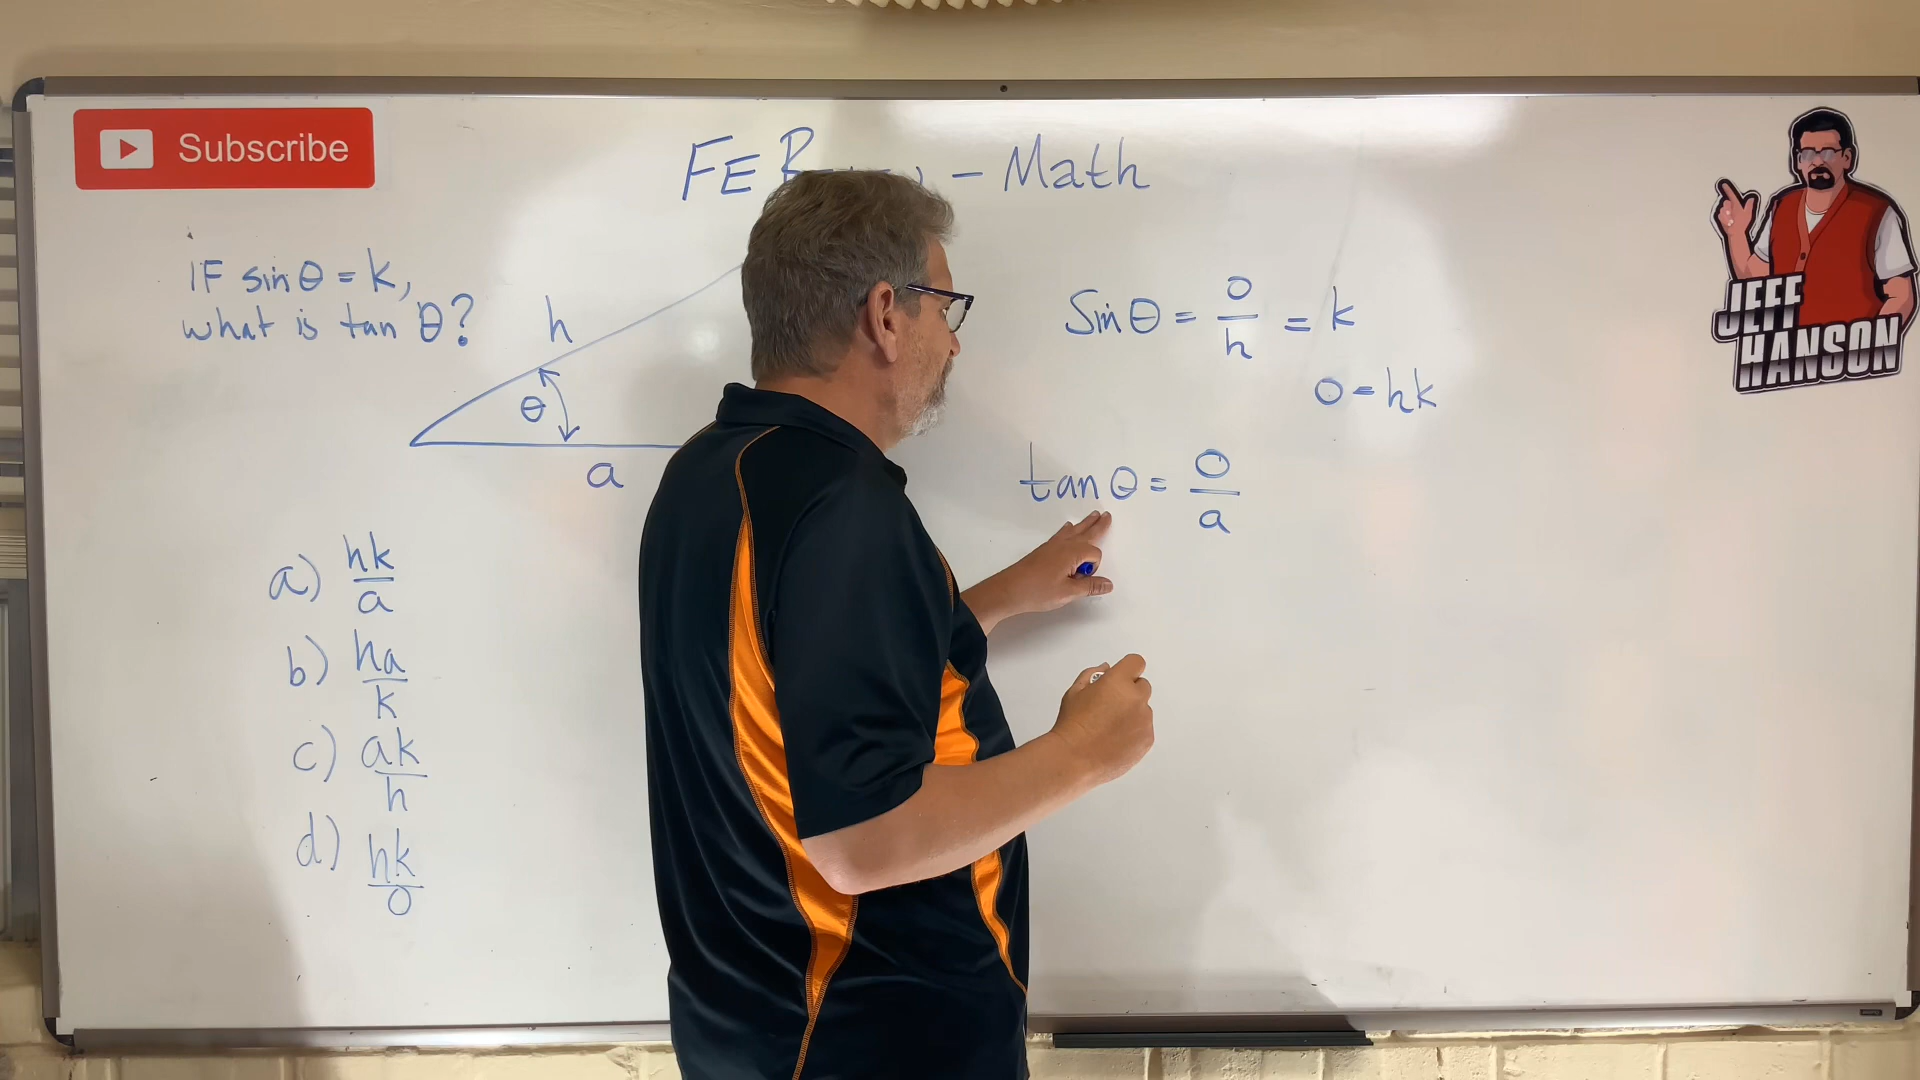 Subscribe
FE - Math
JEFF
HANSON
IF sin θ = k,
what is tan θ?
h
θ
a
a) hk/a
b) ha/k
c) ak/h
d) hk/o
Sin θ = o/h = k
o = hk
tan θ = o/a